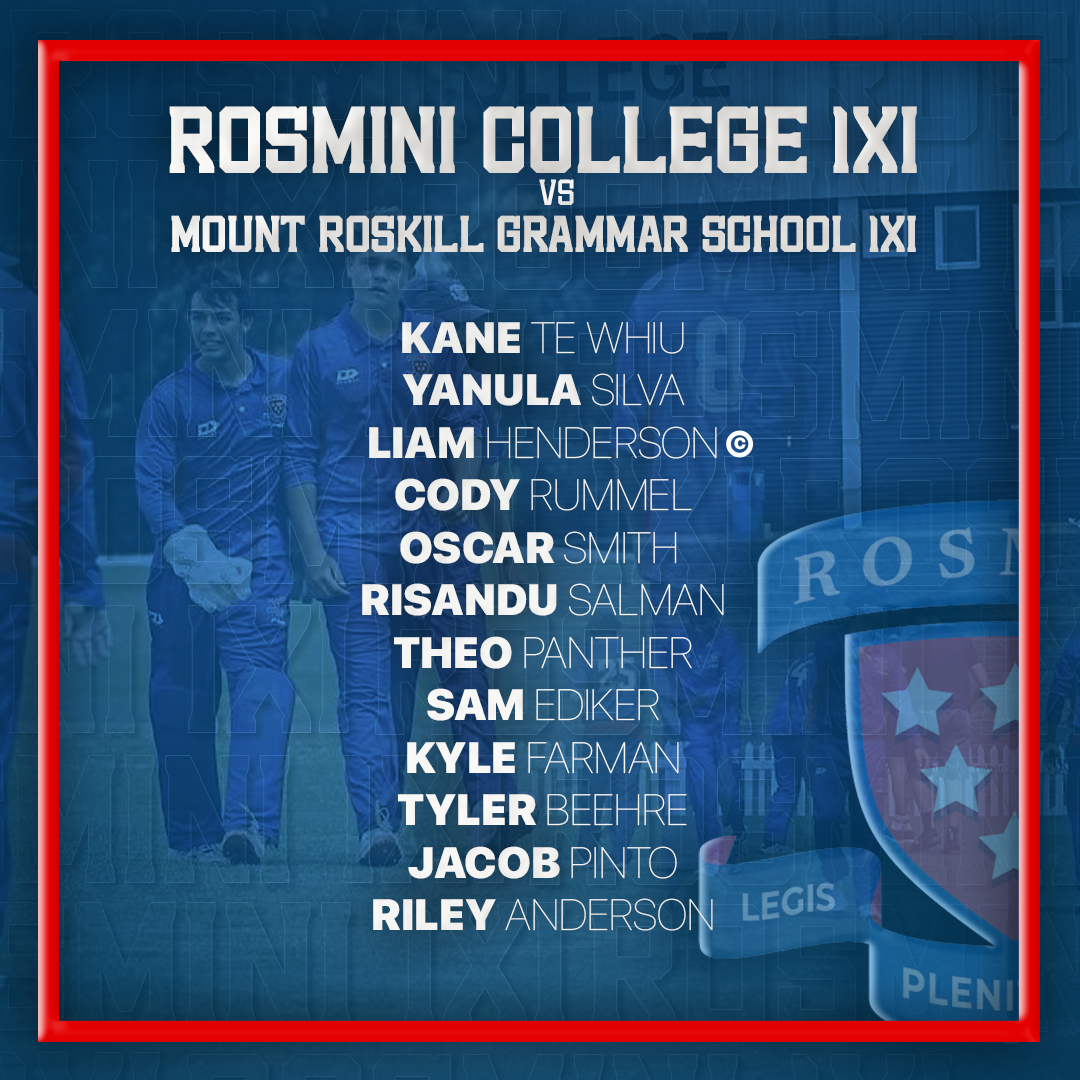 ROSMINI COLLEGE 1XI
VS
MOUNT ROSKILL GRAMMAR SCHOOL 1XI
KANE TE WHIU
YANULA SILVA
LIAM HENDERSON ©
CODY RUMMEL
OSCAR SMITH
RISANDU SALMAN
THEO PANTHER
SAM EDIKER
KYLE FARMAN
TYLER BEEHRE
JACOB PINTO
RILEY ANDERSON
ROSM
LEGIS
PLENI